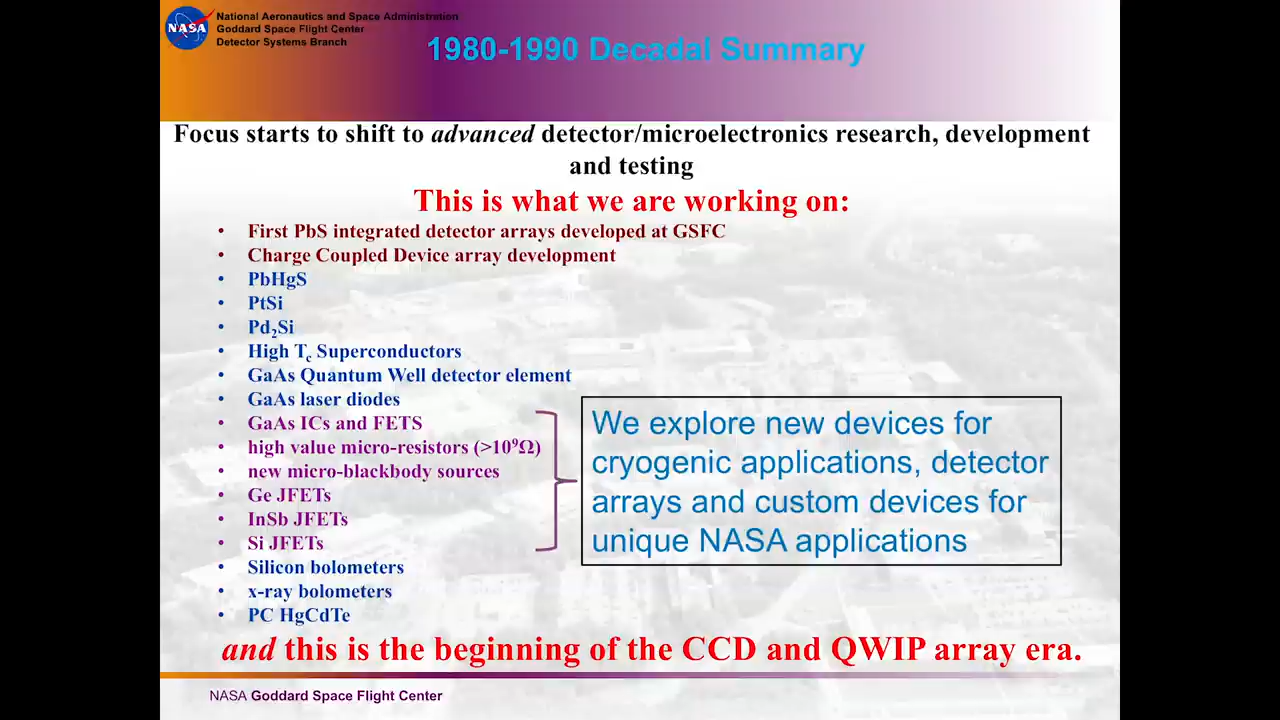 NASA
National Aeronautics and Space Administration
Goddard Space Flight Center
Detector Systems Branch
1980-1990 Decadal Summary
Focus starts to shift to advanced detector/microelectronics research, development
and testing
This is what we are working on:
• First PbS integrated detector arrays developed at GSFC
• Charge Coupled Device array development
• PbHgS
• PtSi
• Pd₂Si
• High Tc Superconductors
• GaAs Quantum Well detector element
• GaAs laser diodes
• GaAs ICs and FETS
• high value micro-resistors (>10⁹Ω)
• new micro-blackbody sources
• Ge JFETs
• InSb JFETs
• Si JFETs
• Silicon bolometers
• x-ray bolometers
• PC HgCdTe
We explore new devices for
cryogenic applications, detector
arrays and custom devices for
unique NASA applications
and this is the beginning of the CCD and QWIP array era.
NASA Goddard Space Flight Center